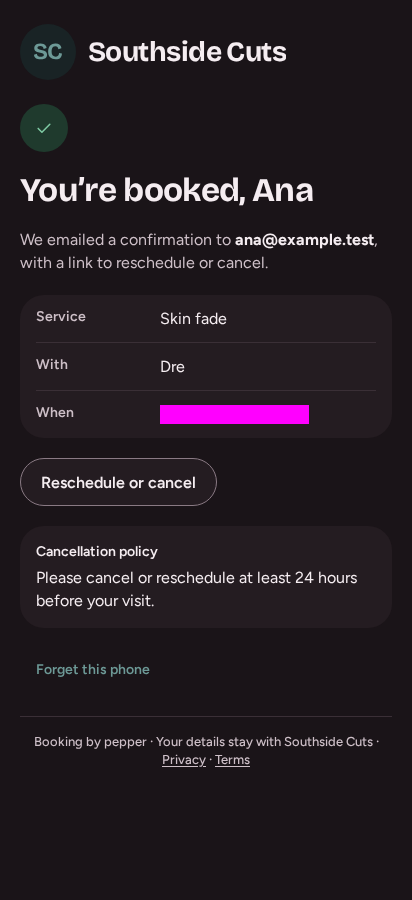 SC Southside Cuts
You're booked, Ana
We emailed a confirmation to ana@example.test,
with a link to reschedule or cancel.
Service Skin fade
With Dre
When
Reschedule or cancel
Cancellation policy
Please cancel or reschedule at least 24 hours
before your visit.
Forget this phone
Booking by pepper · Your details stay with Southside Cuts ·
Privacy · Terms